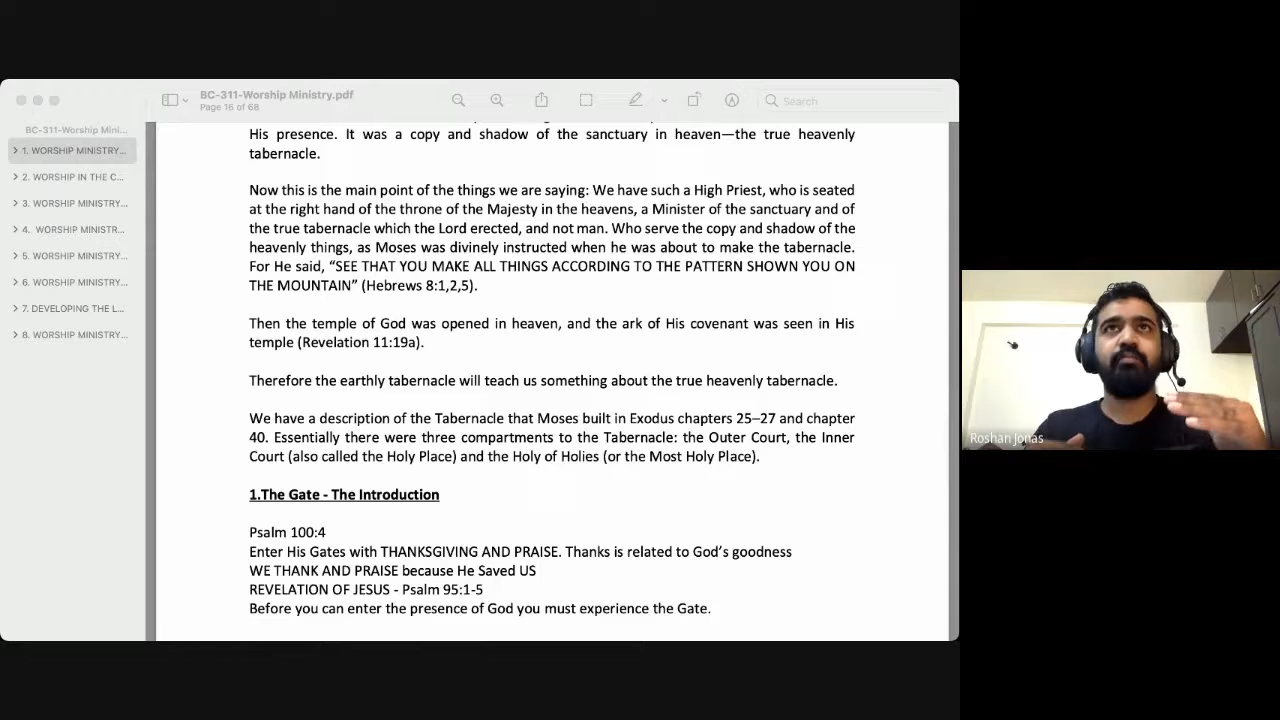 BC-311-Worship Ministry.pdf
Page 16 of 68
Search
BC-311-Worship Mini...
1. WORSHIP MINISTRY...
2. WORSHIP IN THE C...
3. WORSHIP MINISTRY...
4. WORSHIP MINISTR...
5. WORSHIP MINISTRY...
6. WORSHIP MINISTRY...
7. DEVELOPING THE L...
8. WORSHIP MINISTRY...
His presence. It was a copy and shadow of the sanctuary in heaven—the true heavenly
tabernacle.
Now this is the main point of the things we are saying: We have such a High Priest, who is seated
at the right hand of the throne of the Majesty in the heavens, a Minister of the sanctuary and of
the true tabernacle which the Lord erected, and not man. Who serve the copy and shadow of the
heavenly things, as Moses was divinely instructed when he was about to make the tabernacle.
For He said, “SEE THAT YOU MAKE ALL THINGS ACCORDING TO THE PATTERN SHOWN YOU ON
THE MOUNTAIN” (Hebrews 8:1,2,5).
Then the temple of God was opened in heaven, and the ark of His covenant was seen in His
temple (Revelation 11:19a).
Therefore the earthly tabernacle will teach us something about the true heavenly tabernacle.
We have a description of the Tabernacle that Moses built in Exodus chapters 25–27 and chapter
40. Essentially there were three compartments to the Tabernacle: the Outer Court, the Inner
Court (also called the Holy Place) and the Holy of Holies (or the Most Holy Place).
1.The Gate - The Introduction
Psalm 100:4
Enter His Gates with THANKSGIVING AND PRAISE. Thanks is related to God’s goodness
WE THANK AND PRAISE because He Saved US
REVELATION OF JESUS - Psalm 95:1-5
Before you can enter the presence of God you must experience the Gate.
Roshan Jonas